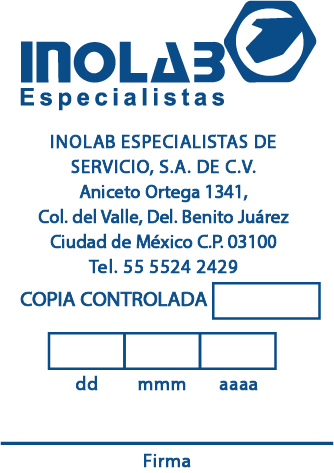 INOLAB
Especialistas
INOLAB ESPECIALISTAS DE
SERVICIO, S.A. DE C.V.
Aniceto Ortega 1341,
Col. del Valle, Del. Benito Juárez
Ciudad de México C.P. 03100
Tel. 55 5524 2429
COPIA CONTROLADA
dd mmm aaaa
Firma